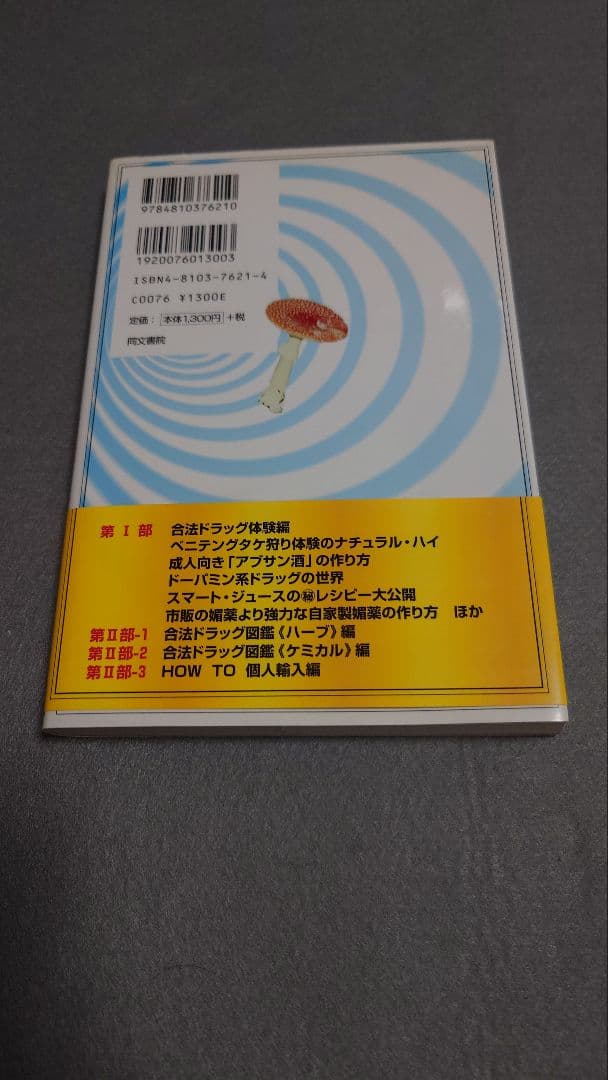 9784810376210
1920076013003
ISBN4-8103-7621-4
C0076 ¥1300E
定価：本体1,300円+税
同文書院
第Ⅰ部 合法ドラッグ体験編
ベニテングタケ狩り体験のナチュラル・ハイ
成人向き「アブサン酒」の作り方
ドーパミン系ドラッグの世界
スマート・ジュースの㊙レシピー大公開
市販の媚薬より強力な自家製媚薬の作り方 ほか
第Ⅱ部-1 合法ドラッグ図鑑《ハーブ》編
第Ⅱ部-2 合法ドラッグ図鑑《ケミカル》編
第Ⅱ部-3 HOW TO 個人輸入編